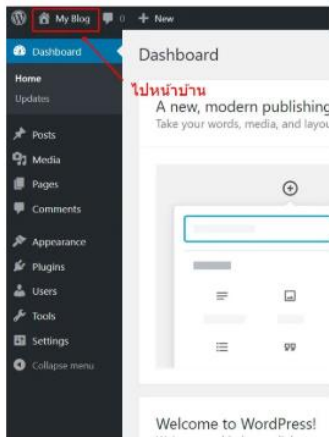 My Blog 0 + New
Dashboard
Home
Updates
Posts
Media
Pages
Comments
Appearance
Plugins
Users
Tools
Settings
Collapse menu
Dashboard
ไปหน้าบ้าน
A new, modern publishing
Take your words, media, and layou
Welcome to WordPress!